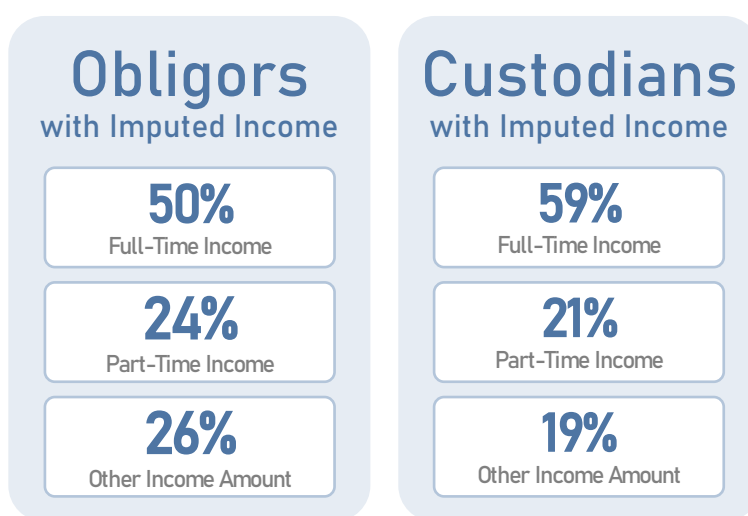 Obligors
with Imputed Income
50%
Full-Time Income
24%
Part-Time Income
26%
Other Income Amount
Custodians
with Imputed Income
59%
Full-Time Income
21%
Part-Time Income
19%
Other Income Amount